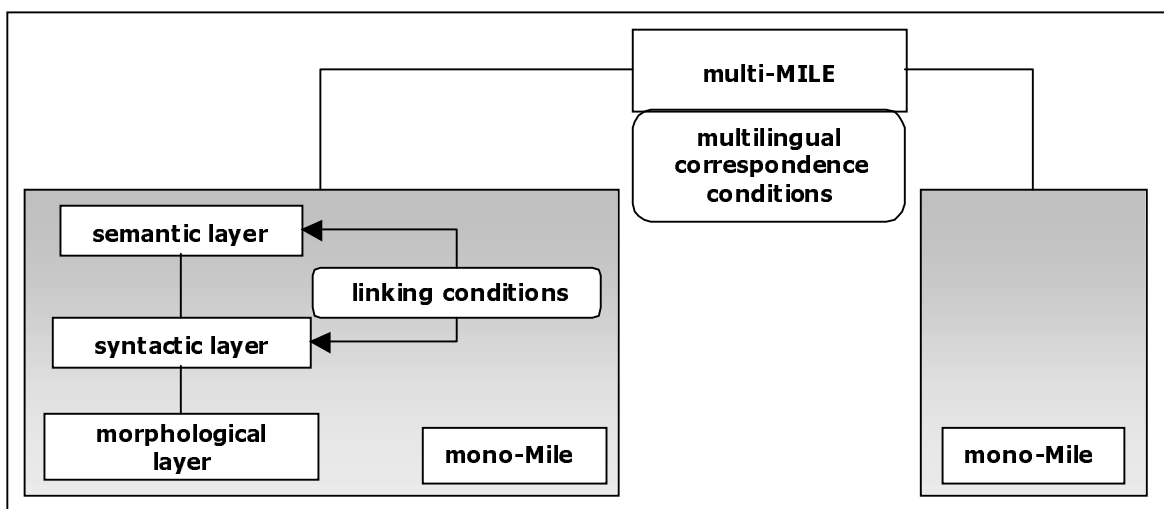 multi-MILE
multilingual
correspondence
conditions
semantic layer
linking conditions
syntactic layer
morphological
layer
mono-Mile
mono-Mile